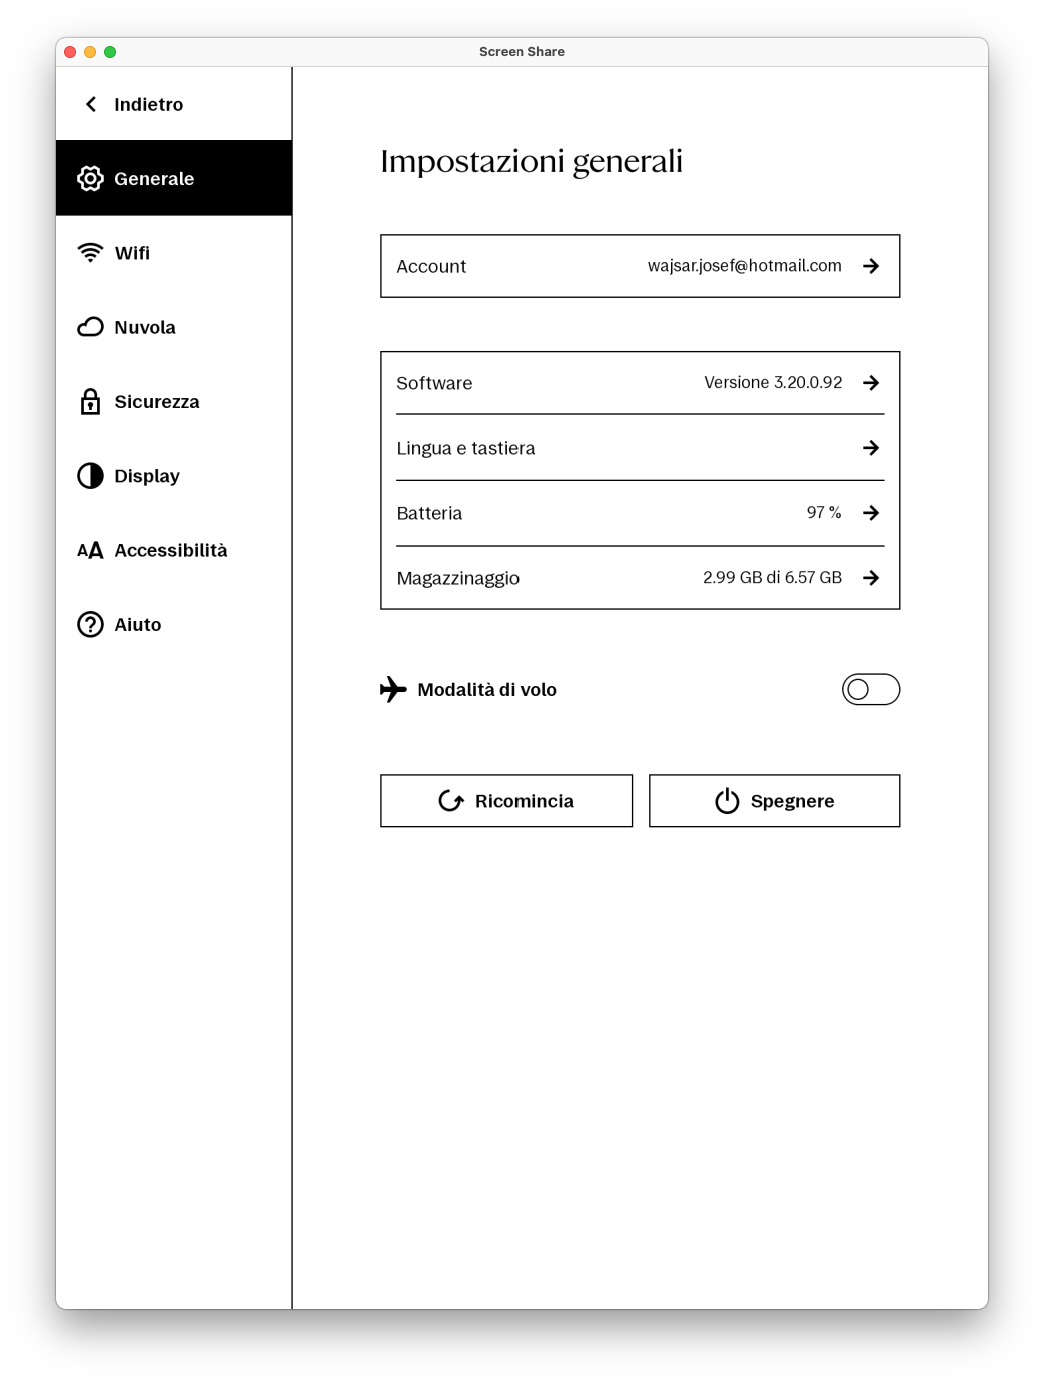 Screen Share
Indietro
Generale
Wifi
Nuvola
Sicurezza
Display
AA Accessibilità
Aiuto
Impostazioni generali
Account wajsar.josef@hotmail.com
Software Versione 3.20.0.92
Lingua e tastiera
Batteria 97 %
Magazzinaggio 2.99 GB di 6.57 GB
Modalità di volo
Ricomincia Spegnere